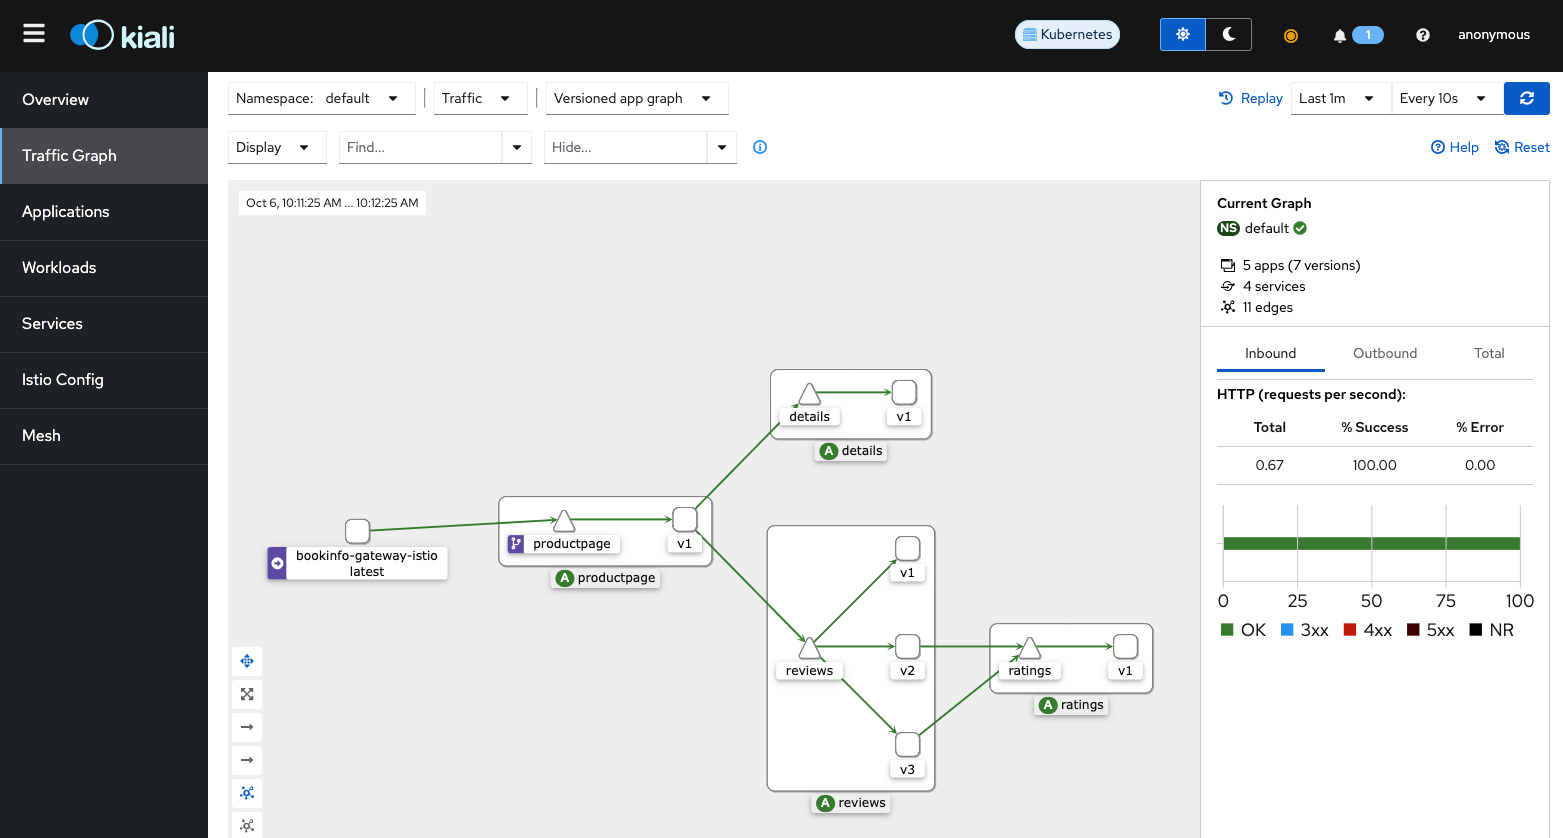 kiali
Kubernetes
1
anonymous
Overview
Traffic Graph
Applications
Workloads
Services
Istio Config
Mesh
Namespace: default
Traffic
Versioned app graph
Replay
Last 1m
Every 10s
Display
Find...
Hide...
Help
Reset
Oct 6, 10:11:25 AM ... 10:12:25 AM
details
v1
A details
bookinfo-gateway-istio
latest
productpage
v1
A productpage
v1
reviews
v2
v3
A reviews
ratings
v1
A ratings
Current Graph
NS default
5 apps (7 versions)
4 services
11 edges
Inbound Outbound Total
HTTP (requests per second):
Total % Success % Error
0.67 100.00 0.00
0 25 50 75 100
OK 3xx 4xx 5xx NR